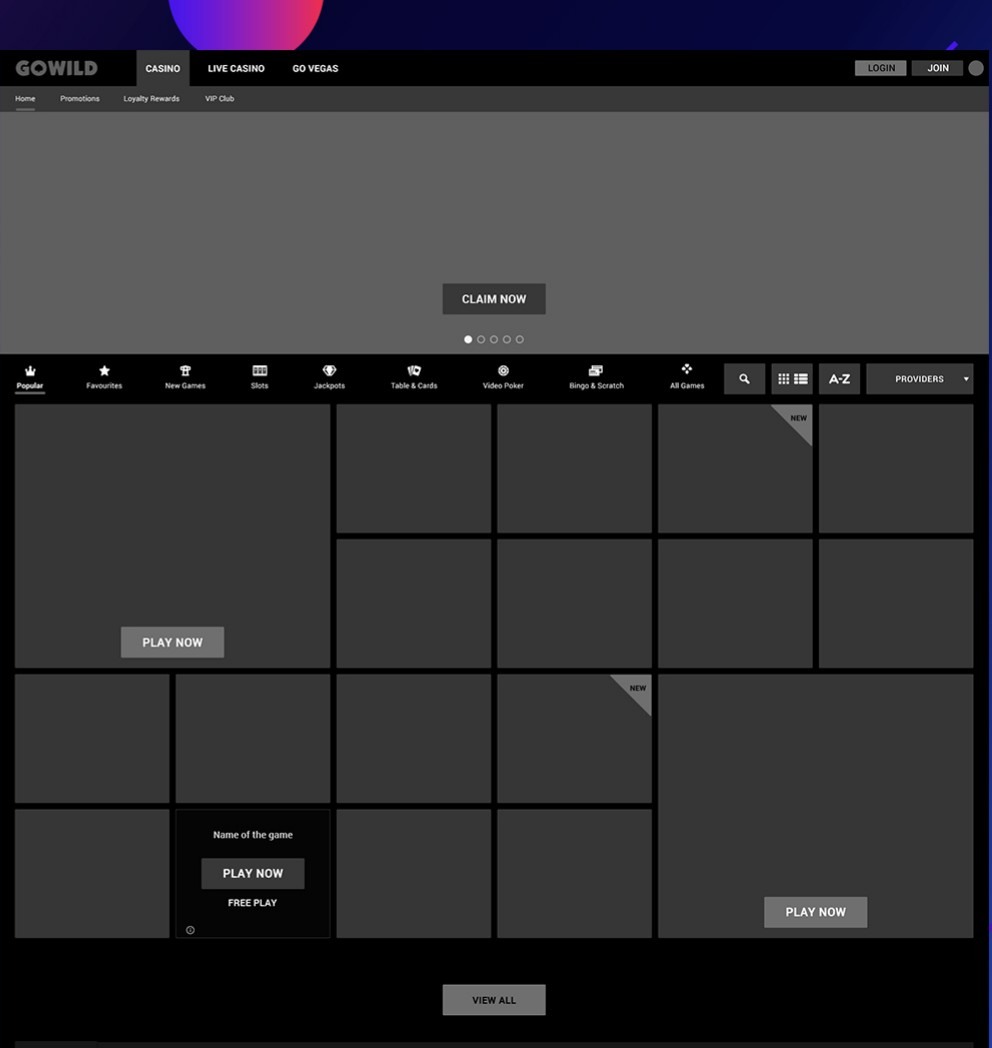 GOWILD CASINO LIVE CASINO GO VEGAS LOGIN JOIN
Home Promotions Loyalty Rewards VIP Club
CLAIM NOW
Popular Favourites New Games Slots Jackpots Table & Cards Video Poker Bingo & Scratch All Games A-Z PROVIDERS
NEW
PLAY NOW
NEW
Name of the game
PLAY NOW
FREE PLAY
PLAY NOW
VIEW ALL